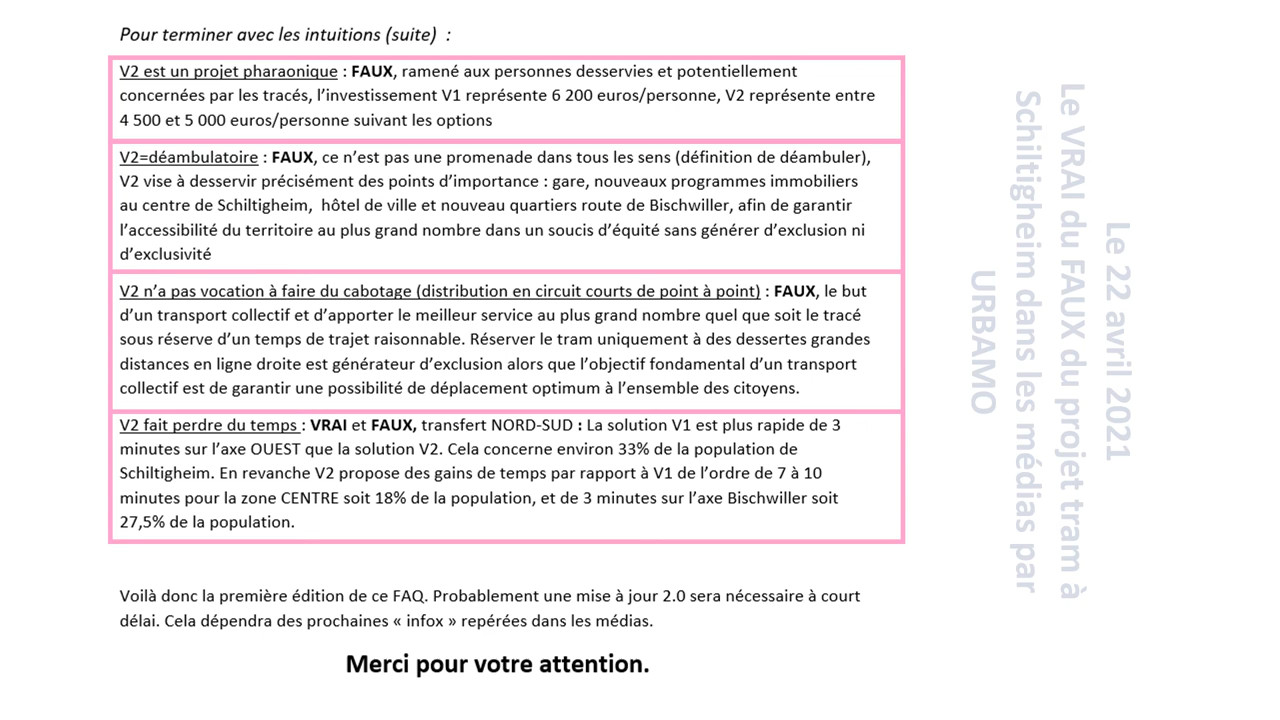 Pour terminer avec les intuitions (suite)  :
V2 est un projet pharaonique : FAUX, ramené aux personnes desservies et potentiellement
concernées par les tracés, l’investissement V1 représente 6 200 euros/personne, V2 représente entre
4 500 et 5 000 euros/personne suivant les options
V2=déambulatoire : FAUX, ce n’est pas une promenade dans tous les sens (définition de déambuler),
V2 vise à desservir précisément des points d’importance : gare, nouveaux programmes immobiliers
au centre de Schiltigheim,  hôtel de ville et nouveau quartiers route de Bischwiller, afin de garantir
l’accessibilité du territoire au plus grand nombre dans un soucis d’équité sans générer d’exclusion ni
d’exclusivité
V2 n’a pas vocation à faire du cabotage (distribution en circuit courts de point à point) : FAUX, le but
d’un transport collectif et d’apporter le meilleur service au plus grand nombre quel que soit le tracé
sous réserve d’un temps de trajet raisonnable. Réserver le tram uniquement à des dessertes grandes
distances en ligne droite est générateur d’exclusion alors que l’objectif fondamental d’un transport
collectif est de garantir une possibilité de déplacement optimum à l’ensemble des citoyens.
V2 fait perdre du temps : VRAI et FAUX, transfert NORD-SUD : La solution V1 est plus rapide de 3
minutes sur l’axe OUEST que la solution V2. Cela concerne environ 33% de la population de
Schiltigheim. En revanche V2 propose des gains de temps par rapport à V1 de l’ordre de 7 à 10
minutes pour la zone CENTRE soit 18% de la population, et de 3 minutes sur l’axe Bischwiller soit
27,5% de la population.
Voilà donc la première édition de ce FAQ. Probablement une mise à jour 2.0 sera nécessaire à court
délai. Cela dépendra des prochaines « infox » repérées dans les médias.
Merci pour votre attention.
Le 22 avril 2021
Le VRAI du FAUX du projet tram à
Schiltigheim dans les médias par
URBAMO